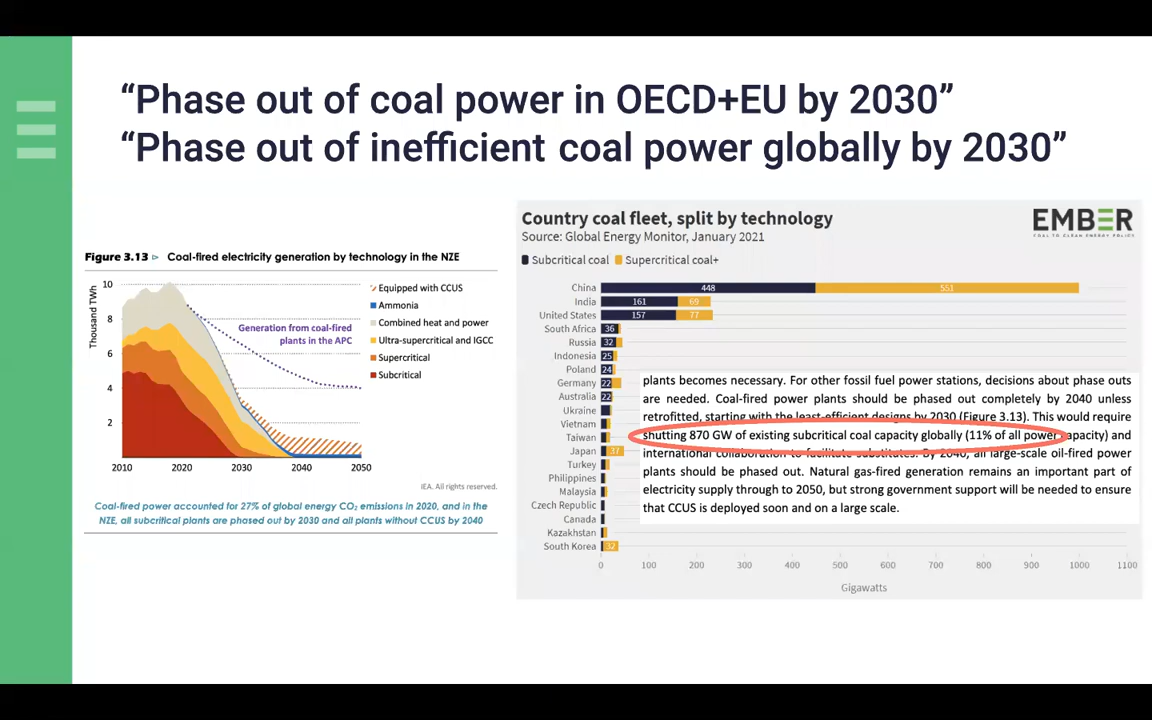 “Phase out of coal power in OECD+EU by 2030”
“Phase out of inefficient coal power globally by 2030”
Figure 3.13 ▷ Coal-fired electricity generation by technology in the NZE
Thousand TWh
10
8
6
4
2
2010 2020 2030 2040 2050
Generation from coal-fired
plants in the APC
Equipped with CCUS
Ammonia
Combined heat and power
Ultra-supercritical and IGCC
Supercritical
Subcritical
IEA. All rights reserved.
Coal-fired power accounted for 27% of global energy CO₂ emissions in 2020, and in the
NZE, all subcritical plants are phased out by 2030 and all plants without CCUS by 2040
Country coal fleet, split by technology
Source: Global Energy Monitor, January 2021
EMBER
COAL TO CLEAN ENERGY POLICY
Subcritical coal Supercritical coal+
China 448 551
India 161 69
United States 157 77
South Africa 36
Russia 32
Indonesia 25
Poland 24
Germany 22
Australia 22
Ukraine
Vietnam
Taiwan
Japan 37
Turkey
Philippines
Malaysia
Czech Republic
Canada
Kazakhstan
South Korea 32
0 100 200 300 400 500 600 700 800 900 1000 1100
Gigawatts
plants becomes necessary. For other fossil fuel power stations, decisions about phase outs
are needed. Coal-fired power plants should be phased out completely by 2040 unless
retrofitted, starting with the least-efficient designs by 2030 (Figure 3.13). This would require
shutting 870 GW of existing subcritical coal capacity globally (11% of all power capacity) and
international collaboration to facilitate substitutes. By 2040, all large-scale oil-fired power
plants should be phased out. Natural gas-fired generation remains an important part of
electricity supply through to 2050, but strong government support will be needed to ensure
that CCUS is deployed soon and on a large scale.